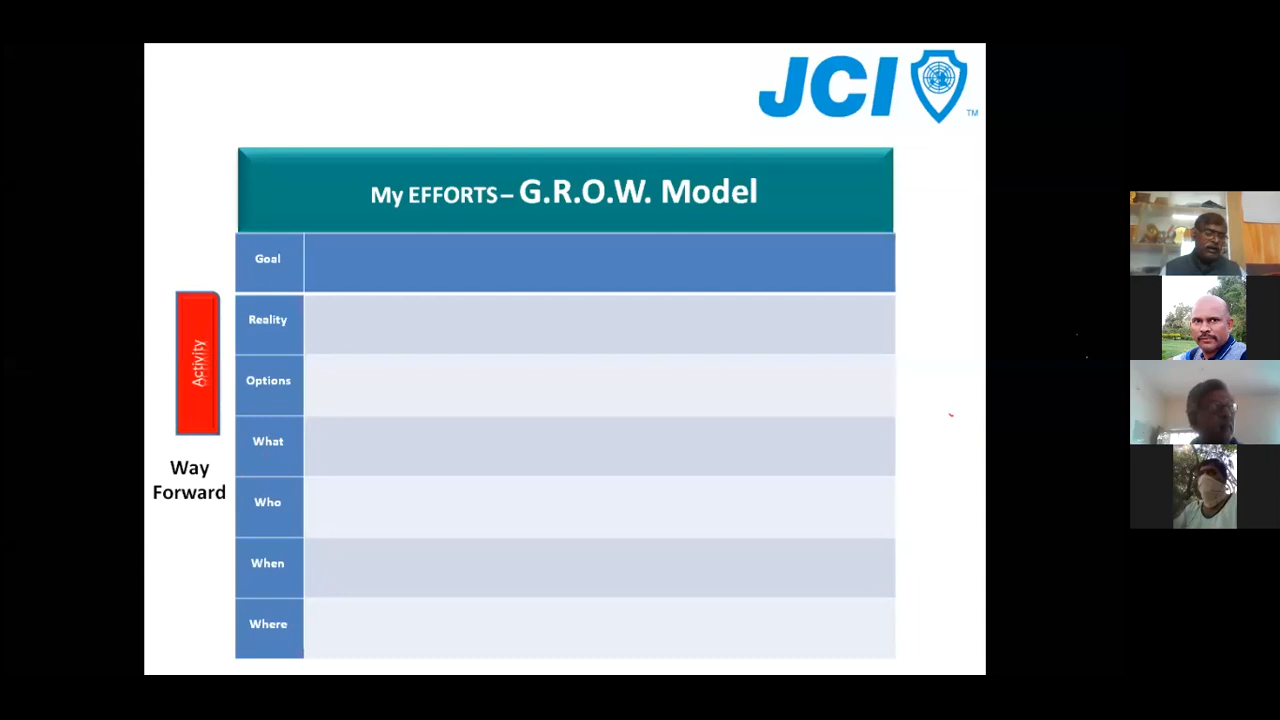 JCI
TM
My EFFORTS – G.R.O.W. Model
Goal
Reality
Options
What
Who
When
Where
Activity
Way
Forward